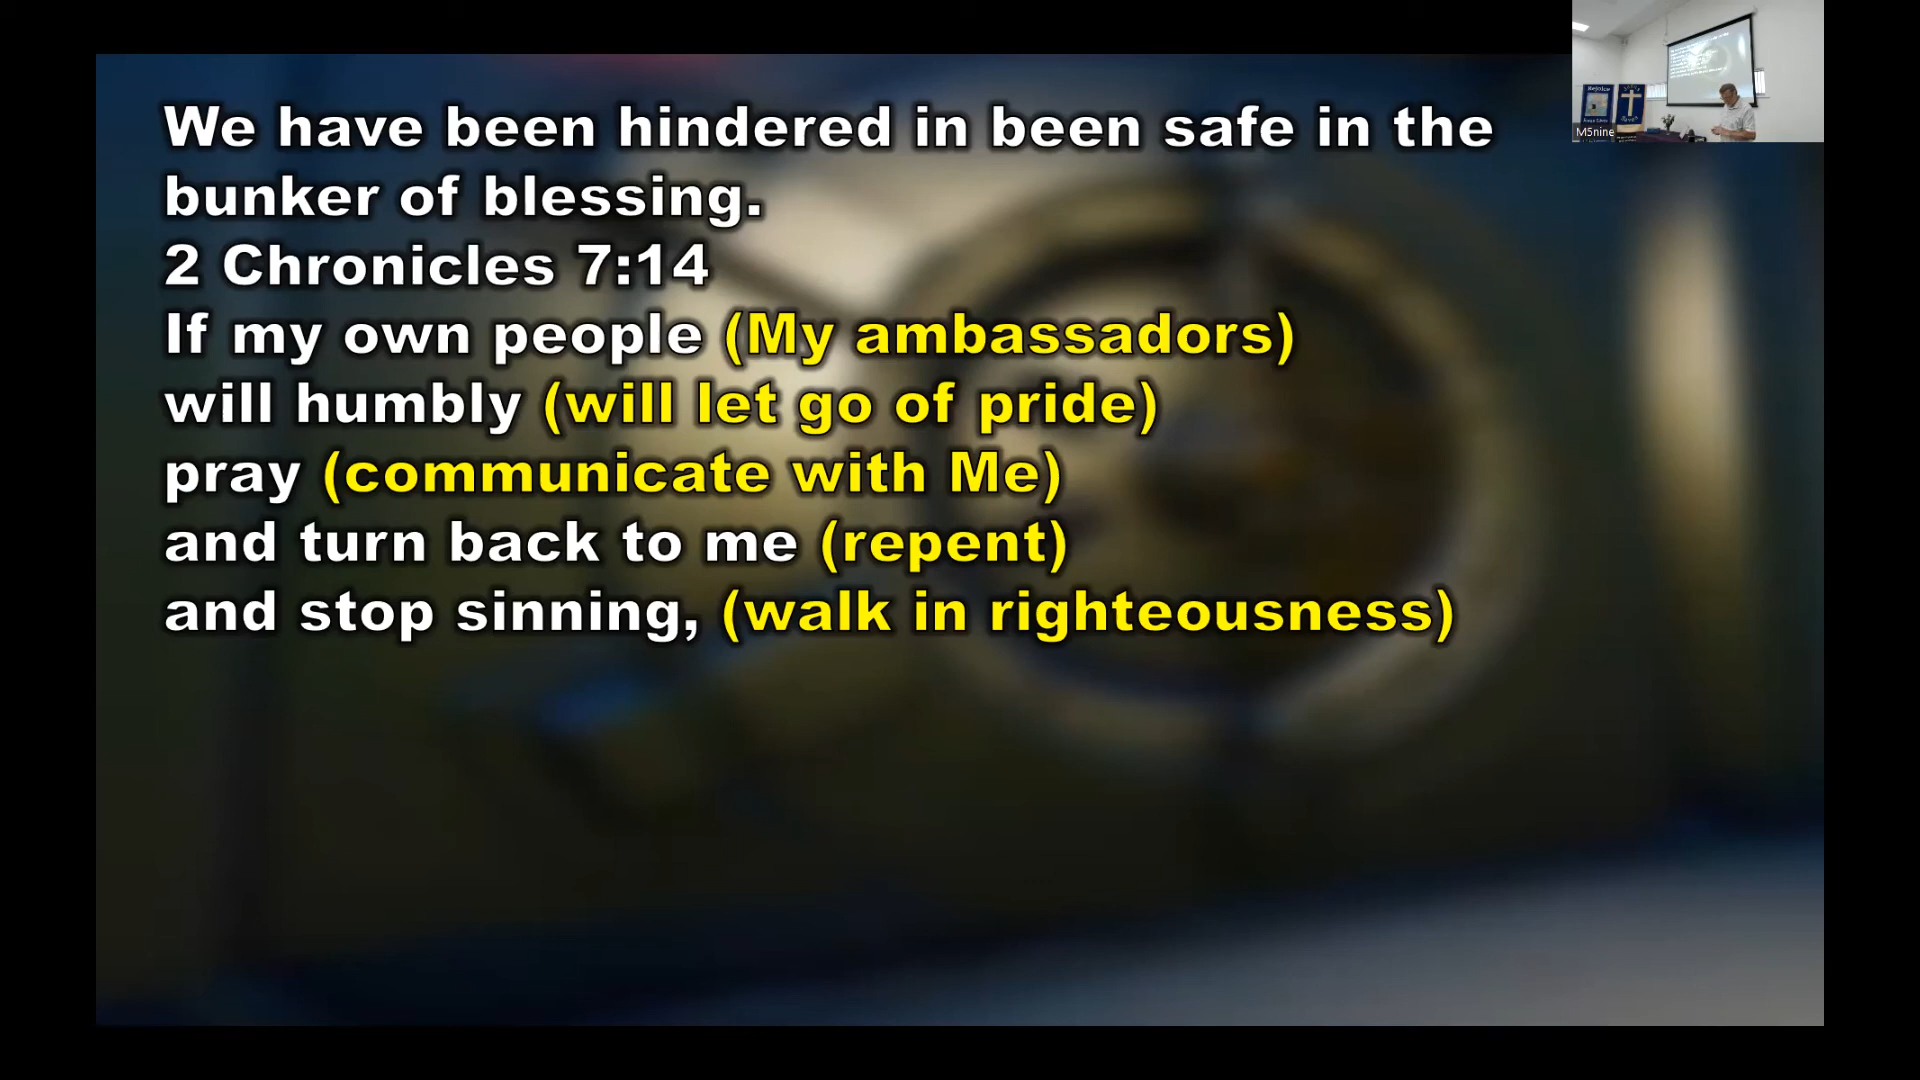 We have been hindered in been safe in the
bunker of blessing.
2 Chronicles 7:14
If my own people (My ambassadors)
will humbly (will let go of pride)
pray (communicate with Me)
and turn back to me (repent)
and stop sinning, (walk in righteousness)
Rejoice
M5nine